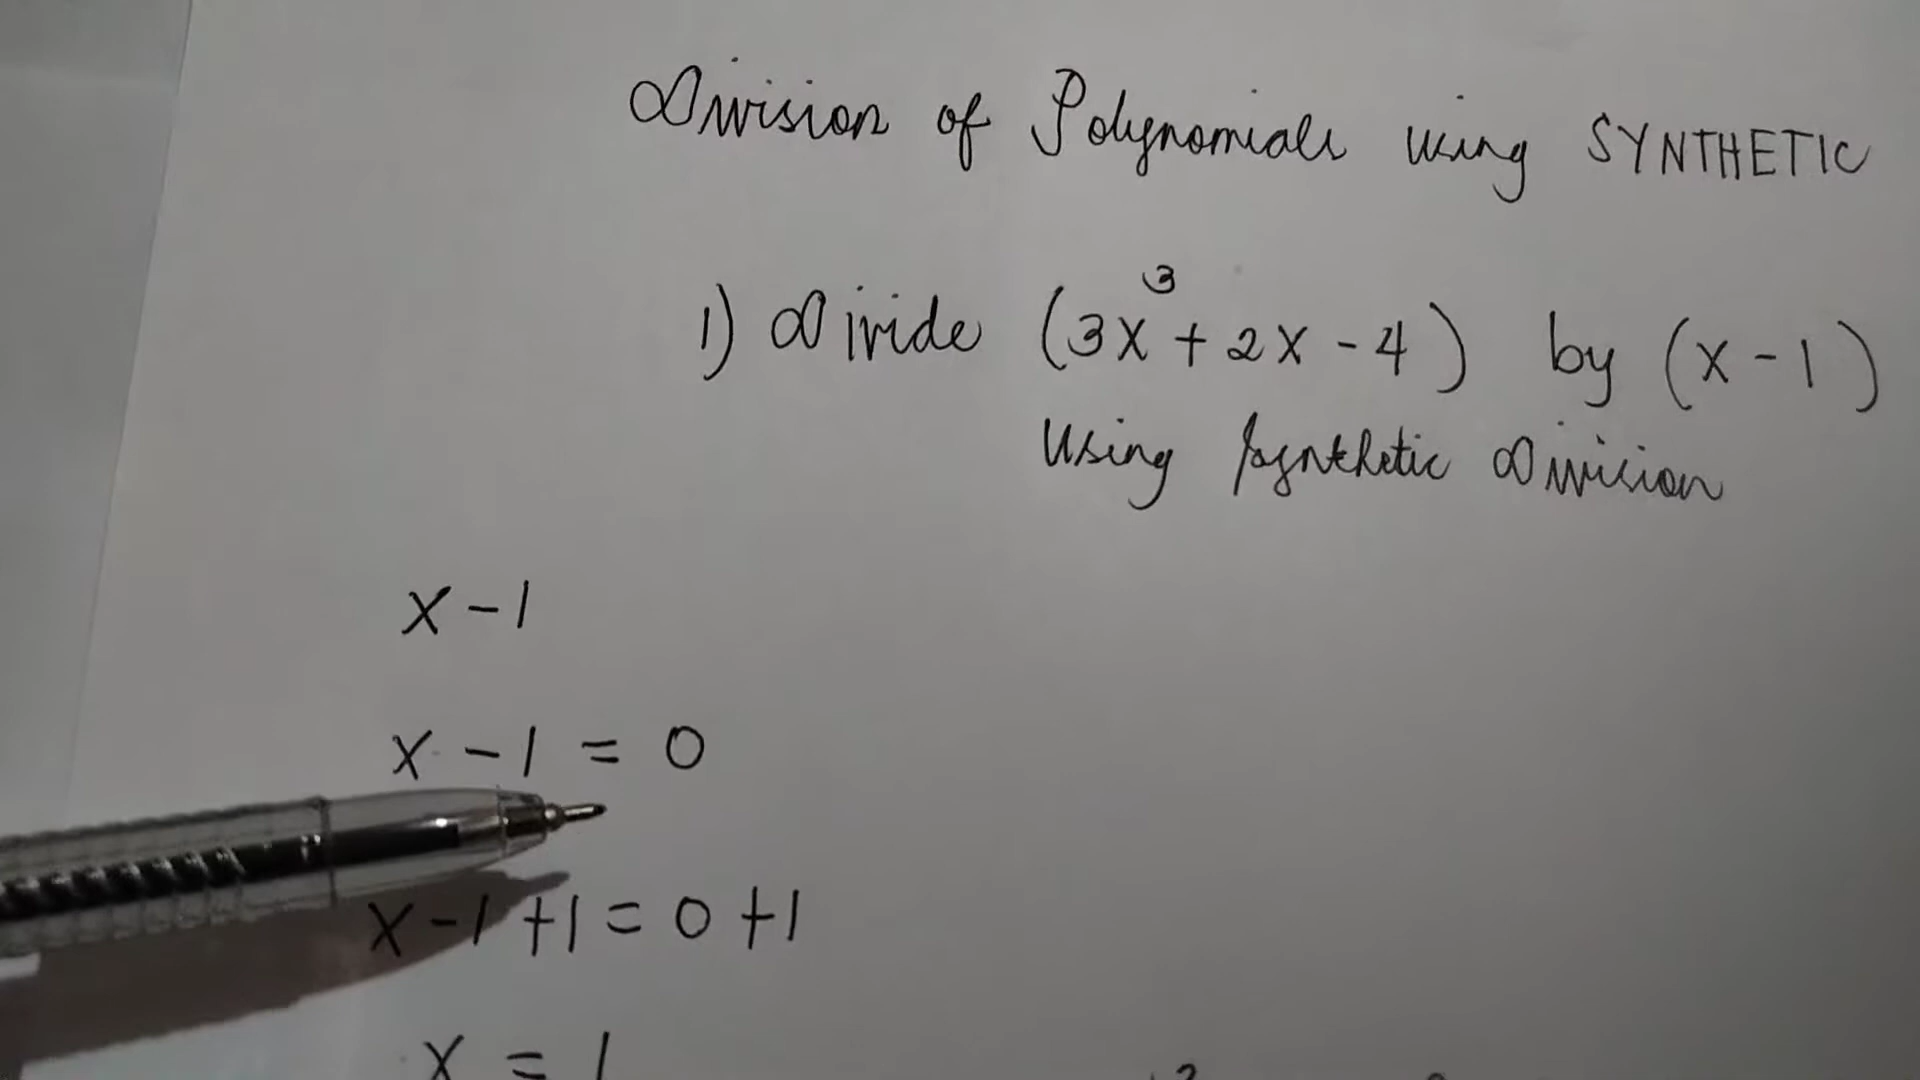 Division of Polynomials using SYNTHETIC
1) Divide (3x³ + 2x - 4) by (x - 1)
Using Synthetic Division
x - 1
x - 1 = 0
x - 1 + 1 = 0 + 1
x = 1